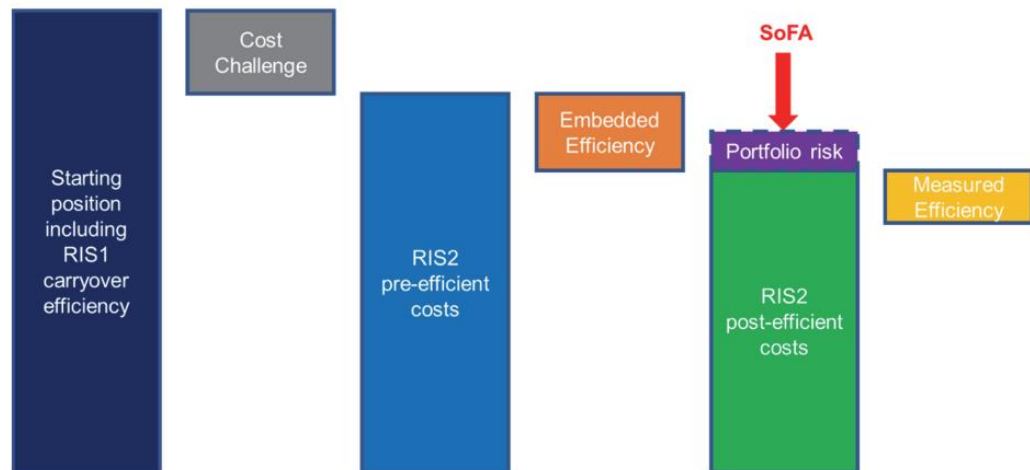 Starting
position
including
RIS1
carryover
efficiency
Cost
Challenge
RIS2
pre-efficient
costs
Embedded
Efficiency
SoFA
Portfolio risk
RIS2
post-efficient
costs
Measured
Efficiency